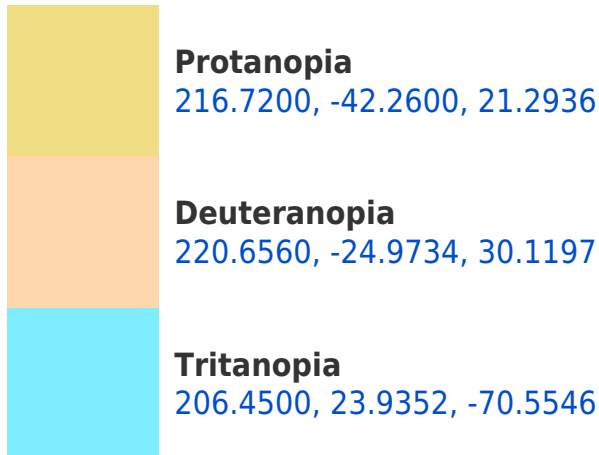 Protanopia
216.7200, -42.2600, 21.2936
Deuteranopia
220.6560, -24.9734, 30.1197
Tritanopia
206.4500, 23.9352, -70.5546